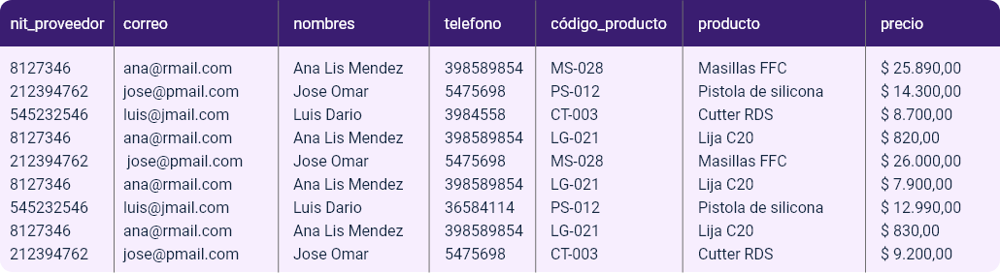 nit_proveedor correo nombres telefono código_producto producto precio
8127346 ana@rmail.com Ana Lis Mendez 398589854 MS-028 Masillas FFC $ 25.890,00
212394762 jose@pmail.com Jose Omar 5475698 PS-012 Pistola de silicona $ 14.300,00
545232546 luis@jmail.com Luis Dario 3984558 CT-003 Cutter RDS $ 8.700,00
8127346 ana@rmail.com Ana Lis Mendez 398589854 LG-021 Lija C20 $ 820,00
212394762 jose@pmail.com Jose Omar 5475698 MS-028 Masillas FFC $ 26.000,00
8127346 ana@rmail.com Ana Lis Mendez 398589854 LG-021 Lija C20 $ 7.900,00
545232546 luis@jmail.com Luis Dario 36584114 PS-012 Pistola de silicona $ 12.990,00
8127346 ana@rmail.com Ana Lis Mendez 398589854 LG-021 Lija C20 $ 830,00
212394762 jose@pmail.com Jose Omar 5475698 CT-003 Cutter RDS $ 9.200,00